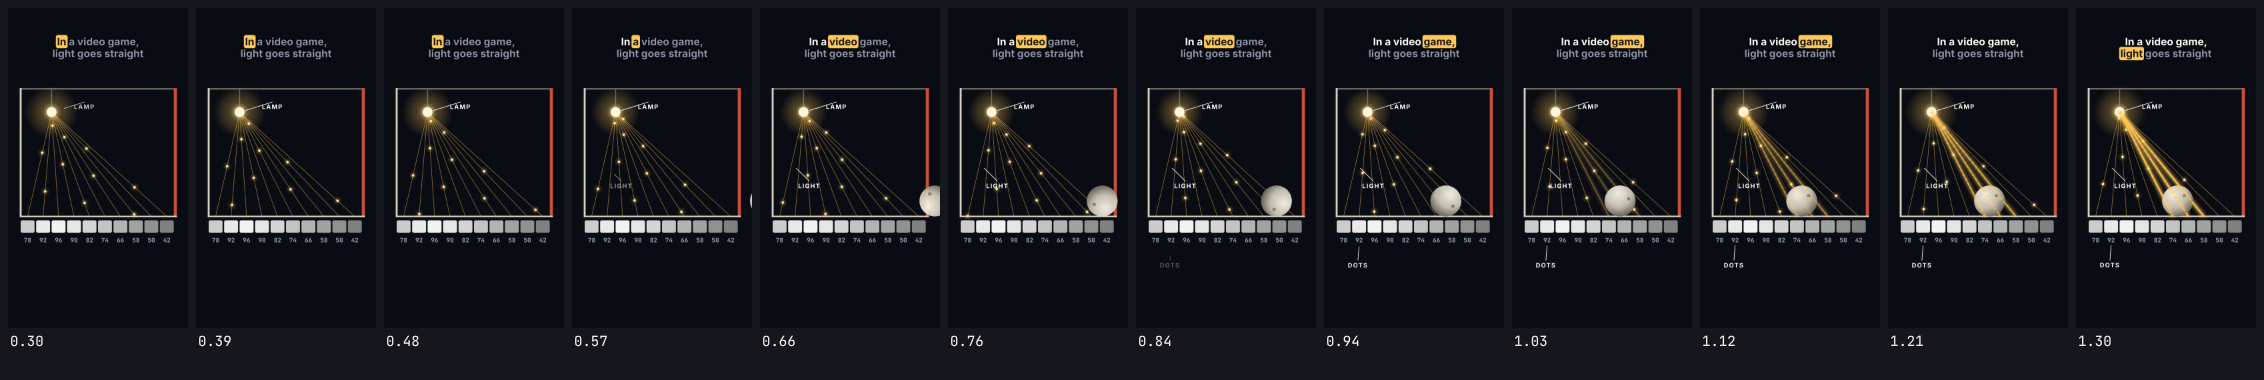 In a video game,
light goes straight
LAMP
78 92 96 90 82 74 66 58 50 42
0.30
In a video game,
light goes straight
LAMP
78 92 96 90 82 74 66 58 50 42
0.39
In a video game,
light goes straight
LAMP
78 92 96 90 82 74 66 58 50 42
0.48
In a video game,
light goes straight
LAMP
LIGHT
78 92 96 90 82 74 66 58 50 42
0.57
In a video game,
light goes straight
LAMP
LIGHT
78 92 96 90 82 74 66 58 50 42
0.66
In a video game,
light goes straight
LAMP
LIGHT
78 92 96 90 82 74 66 58 50 42
0.76
In a video game,
light goes straight
LAMP
LIGHT
78 92 96 90 82 74 66 58 50 42
DOTS
0.84
In a video game,
light goes straight
LAMP
LIGHT
78 92 96 90 82 74 66 58 50 42
DOTS
0.94
In a video game,
light goes straight
LAMP
LIGHT
78 92 96 90 82 74 66 58 50 42
DOTS
1.03
In a video game,
light goes straight
LAMP
LIGHT
78 92 96 90 82 74 66 58 50 42
DOTS
1.12
In a video game,
light goes straight
LAMP
LIGHT
78 92 96 90 82 74 66 58 50 42
DOTS
1.21
In a video game,
light goes straight
LAMP
LIGHT
78 92 96 90 82 74 66 58 50 42
DOTS
1.30